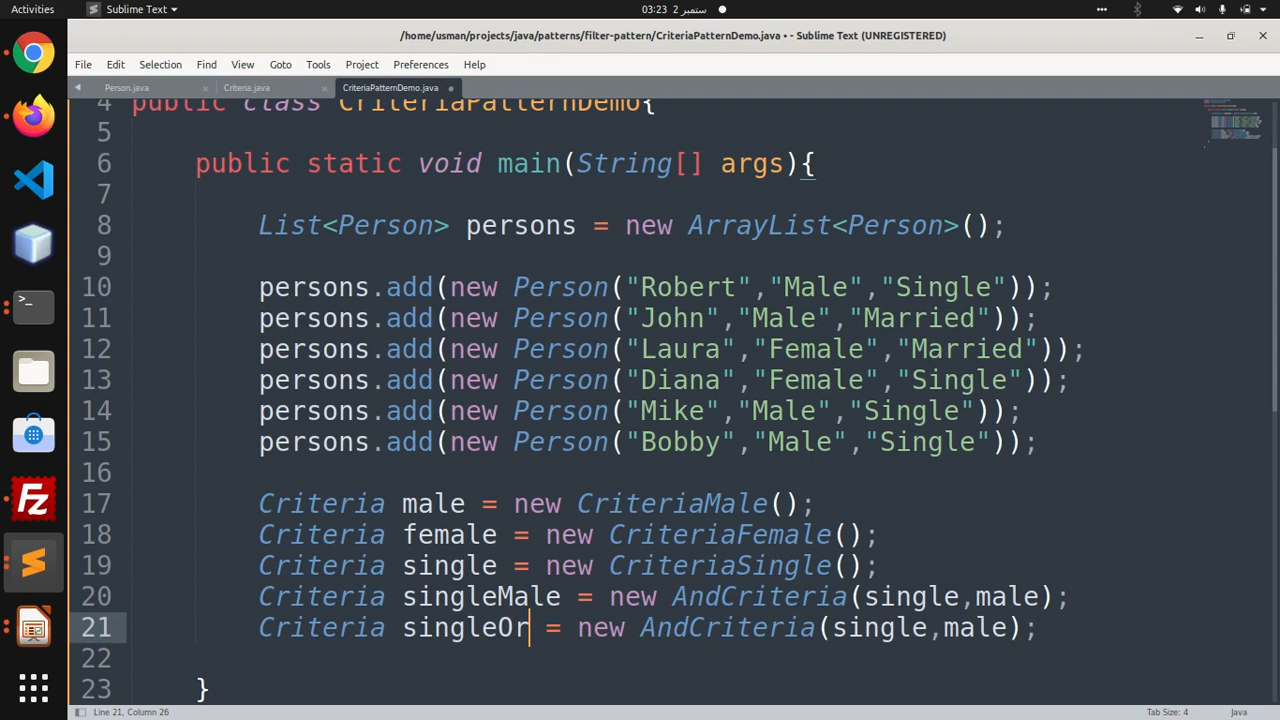 Activities Sublime Text 03:23 2 ستمبر
/home/usman/projects/java/patterns/filter-pattern/CriteriaPatternDemo.java • - Sublime Text (UNREGISTERED)
File Edit Selection Find View Goto Tools Project Preferences Help
Person.java Criteria.java CriteriaPatternDemo.java
4 public class CriteriaPatternDemo{
5
6 public static void main(String[] args){
7
8 List<Person> persons = new ArrayList<Person>();
9
10 persons.add(new Person("Robert","Male","Single"));
11 persons.add(new Person("John","Male","Married"));
12 persons.add(new Person("Laura","Female","Married"));
13 persons.add(new Person("Diana","Female","Single"));
14 persons.add(new Person("Mike","Male","Single"));
15 persons.add(new Person("Bobby","Male","Single"));
16
17 Criteria male = new CriteriaMale();
18 Criteria female = new CriteriaFemale();
19 Criteria single = new CriteriaSingle();
20 Criteria singleMale = new AndCriteria(single,male);
21 Criteria singleOr = new AndCriteria(single,male);
22
23 }
Line 21, Column 26 Tab Size: 4 Java